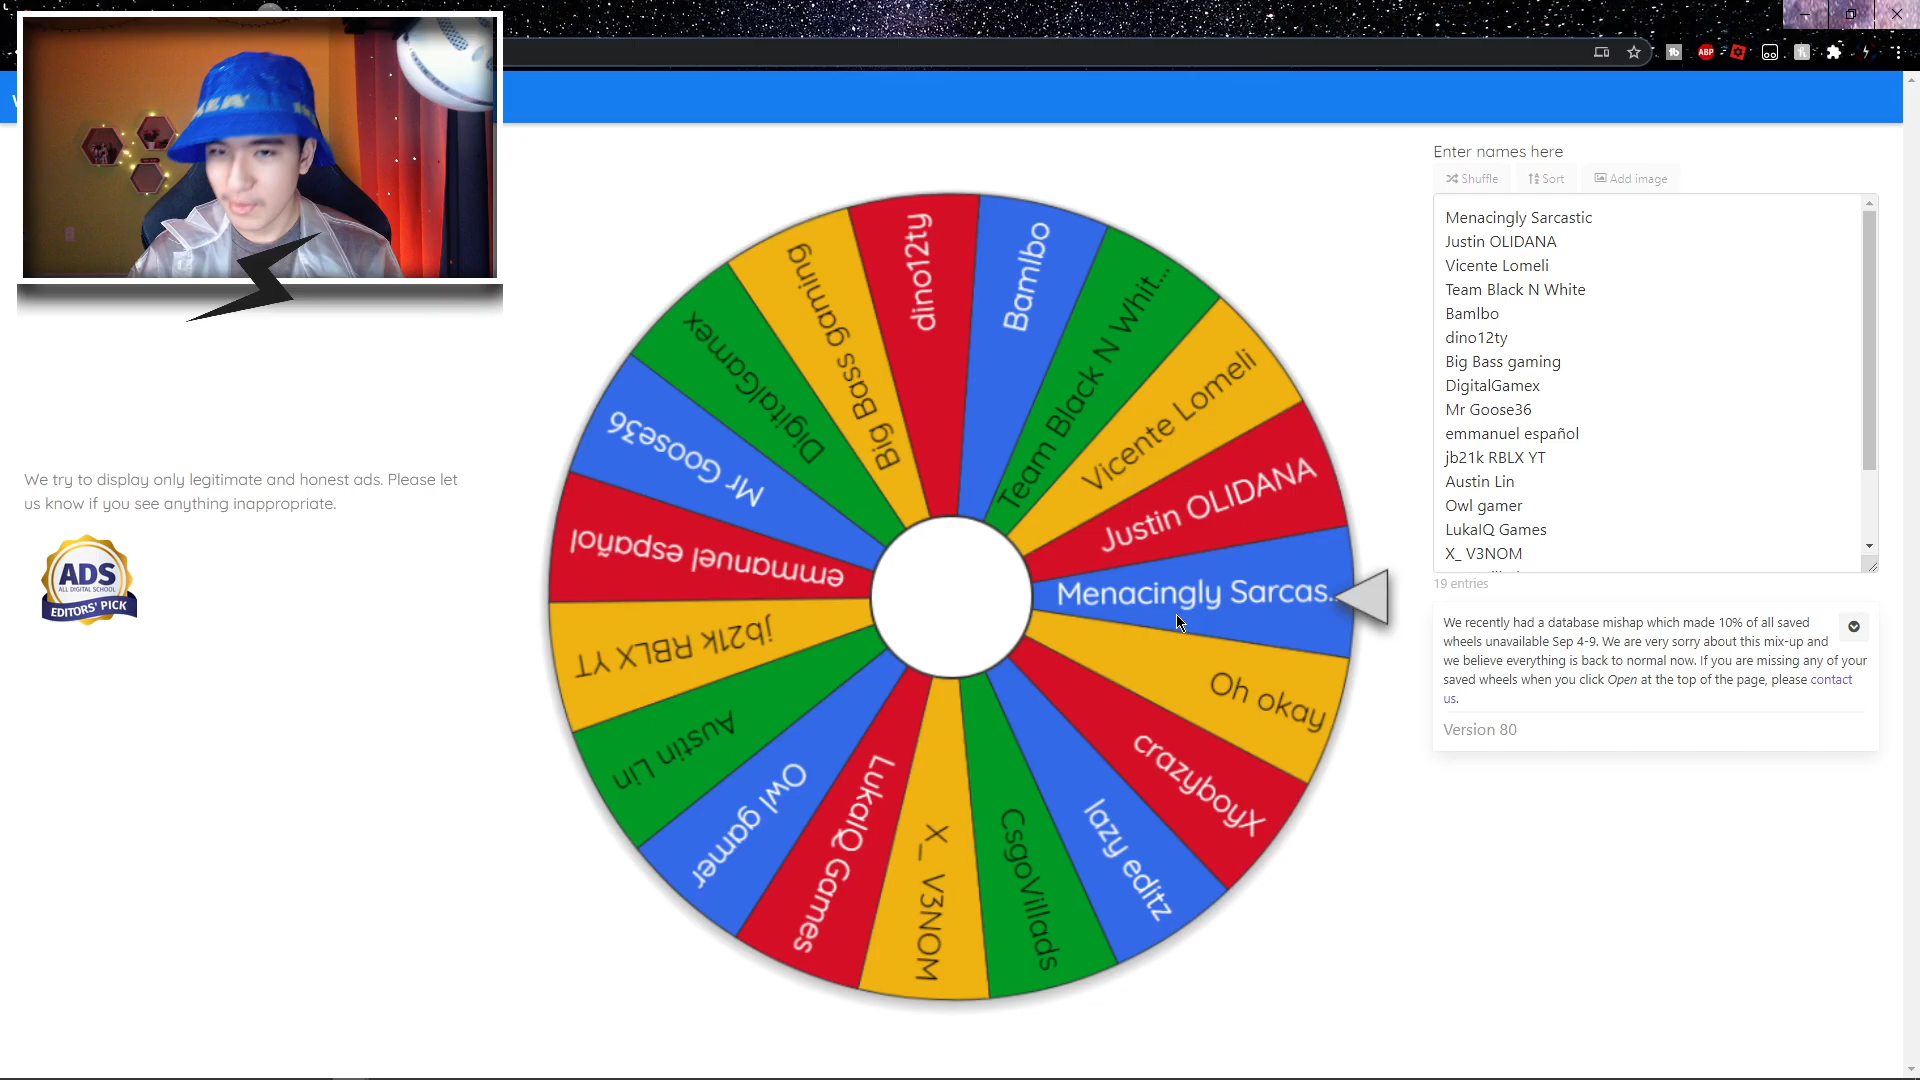 Enter names here
Shuffle
Sort
Add image
Menacingly Sarcastic
Justin OLIDANA
Vicente Lomeli
Team Black N White
Bamlbo
dino12ty
Big Bass gaming
DigitalGamex
Mr Goose36
emmanuel español
jb21k RBLX YT
Austin Lin
Owl gamer
LukaIQ Games
X_ V3NOM
19 entries
We recently had a database mishap which made 10% of all saved
wheels unavailable Sep 4-9. We are very sorry about this mix-up and
we believe everything is back to normal now. If you are missing any of your
saved wheels when you click Open at the top of the page, please contact
us.
Version 80
Menacingly Sarcas..
Justin OLIDANA
Vicente Lomeli
Team Black N Whit...
Bamlbo
dino12ty
Big Bass gaming
DigitalGamex
Mr Goose36
emmanuel español
jb21k RBLX YT
Austin Lin
Owl gamer
LukaIQ Games
X_ V3NOM
CsgoVillads
lazy editz
crazyboyX
Oh okay
We try to display only legitimate and honest ads. Please let
us know if you see anything inappropriate.
ADS
ALL DIGITAL SCHOOL
EDITORS' PICK
ABP